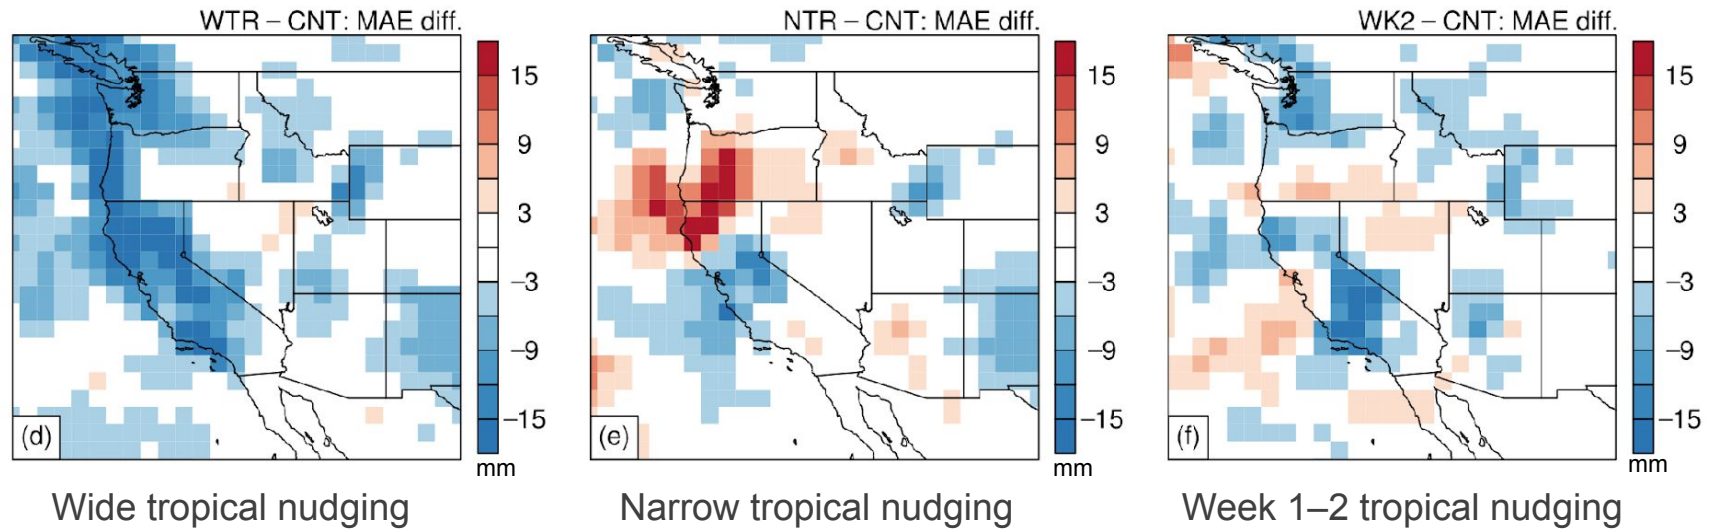 WTR – CNT: MAE diff.
15
9
3
−3
−9
−15
mm
(d)
Wide tropical nudging
NTR – CNT: MAE diff.
15
9
3
−3
−9
−15
mm
(e)
Narrow tropical nudging
WK2 – CNT: MAE diff.
15
9
3
−3
−9
−15
mm
(f)
Week 1–2 tropical nudging